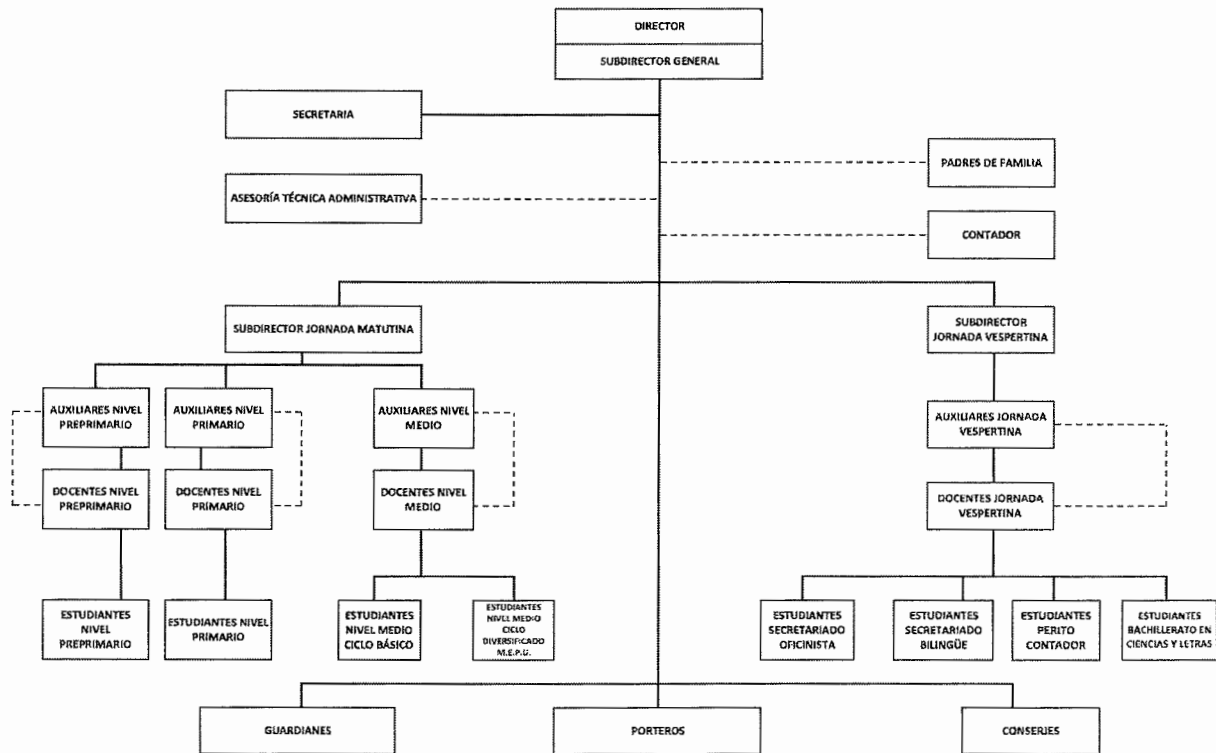 DIRECTOR
SUBDIRECTOR GENERAL
SECRETARIA
PADRES DE FAMILIA
ASESORÍA TÉCNICA ADMINISTRATIVA
CONTADOR
SUBDIRECTOR JORNADA MATUTINA
SUBDIRECTOR
JORNADA VESPERTINA
AUXILIARES NIVEL
PREPRIMARIO
AUXILIARES NIVEL
PRIMARIO
AUXILIARES NIVEL
MEDIO
AUXILIARES JORNADA
VESPERTINA
DOCENTES NIVEL
PREPRIMARIO
DOCENTES NIVEL
PRIMARIO
DOCENTES NIVEL
MEDIO
DOCENTES JORNADA
VESPERTINA
ESTUDIANTES
NIVEL
PREPRIMARIO
ESTUDIANTES NIVEL
PRIMARIO
ESTUDIANTES
NIVEL MEDIO
CICLO BÁSICO
ESTUDIANTES
NIVEL MEDIO
CICLO
DIVERSIFICADO
M.E.P.U.
ESTUDIANTES
SECRETARIADO
OFICINISTA
ESTUDIANTES
SECRETARIADO
BILINGÜE
ESTUDIANTES
PERITO
CONTADOR
ESTUDIANTES
BACHILLERATO EN
CIENCIAS Y LETRAS
GUARDIANES
PORTEROS
CONSERJES